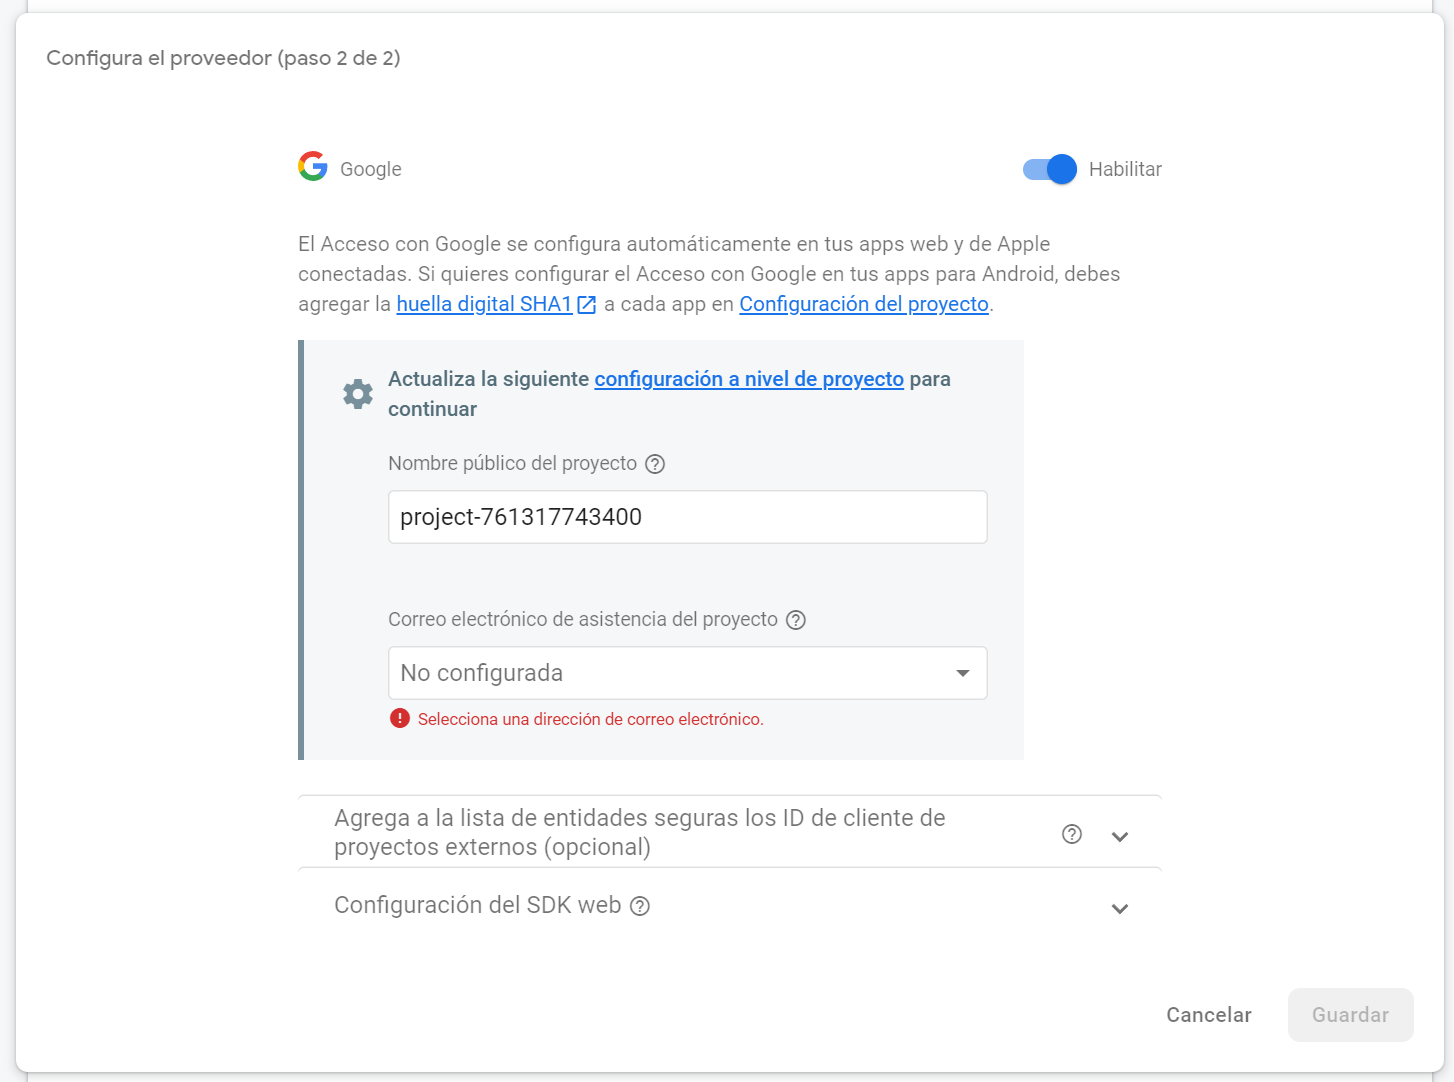 Configura el proveedor (paso 2 de 2)
Google
Habilitar
El Acceso con Google se configura automáticamente en tus apps web y de Apple
conectadas. Si quieres configurar el Acceso con Google en tus apps para Android, debes
agregar la huella digital SHA1 a cada app en Configuración del proyecto.
Actualiza la siguiente configuración a nivel de proyecto para
continuar
Nombre público del proyecto
project-761317743400
Correo electrónico de asistencia del proyecto
No configurada
Selecciona una dirección de correo electrónico.
Agrega a la lista de entidades seguras los ID de cliente de
proyectos externos (opcional)
Configuración del SDK web
Cancelar
Guardar